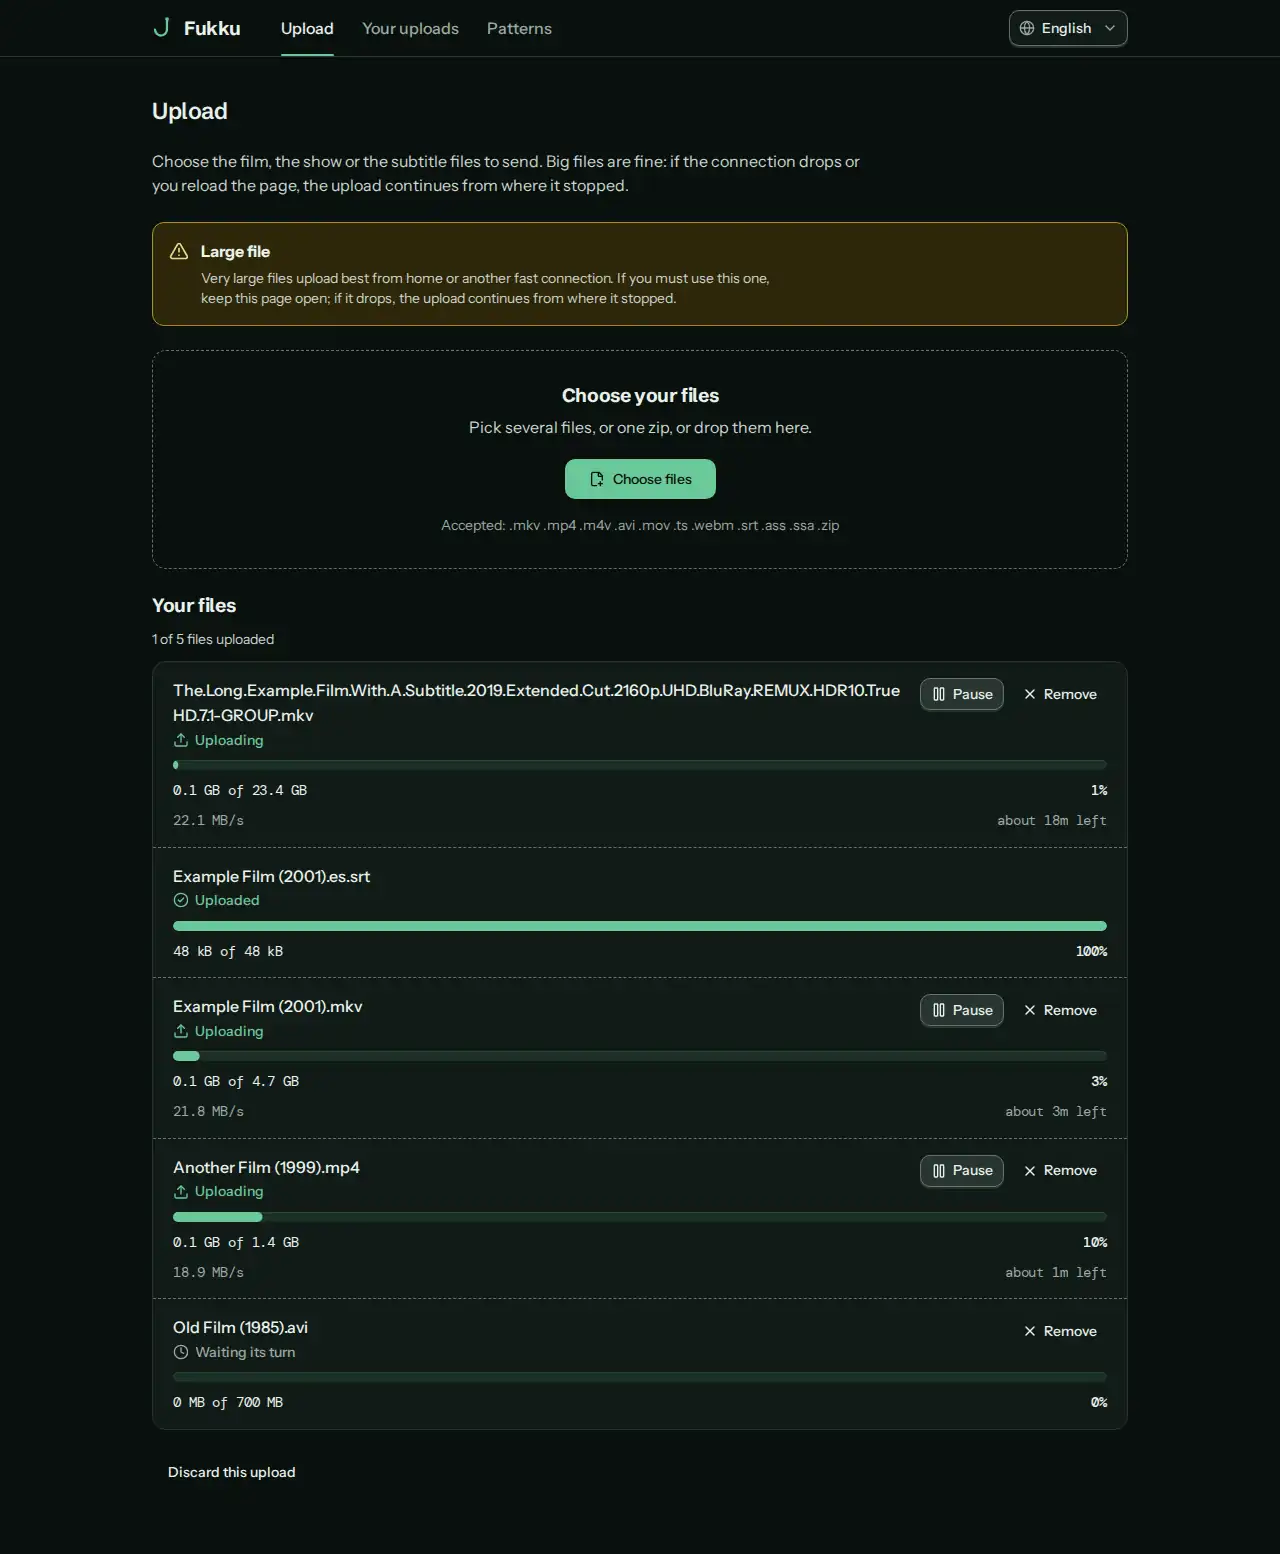 Fukku
Upload
Your uploads
Patterns
English
Upload
Choose the film, the show or the subtitle files to send. Big files are fine: if the connection drops or
you reload the page, the upload continues from where it stopped.
Large file
Very large files upload best from home or another fast connection. If you must use this one,
keep this page open; if it drops, the upload continues from where it stopped.
Choose your files
Pick several files, or one zip, or drop them here.
Choose files
Accepted: .mkv .mp4 .m4v .avi .mov .ts .webm .srt .ass .ssa .zip
Your files
1 of 5 files uploaded
The.Long.Example.Film.With.A.Subtitle.2019.Extended.Cut.2160p.UHD.BluRay.REMUX.HDR10.True
HD.7.1-GROUP.mkv
Pause
Remove
Uploading
0.1 GB of 23.4 GB
1%
22.1 MB/s
about 18m left
Example Film (2001).es.srt
Uploaded
48 kB of 48 kB
100%
Example Film (2001).mkv
Pause
Remove
Uploading
0.1 GB of 4.7 GB
3%
21.8 MB/s
about 3m left
Another Film (1999).mp4
Pause
Remove
Uploading
0.1 GB of 1.4 GB
10%
18.9 MB/s
about 1m left
Old Film (1985).avi
Remove
Waiting its turn
0 MB of 700 MB
0%
Discard this upload